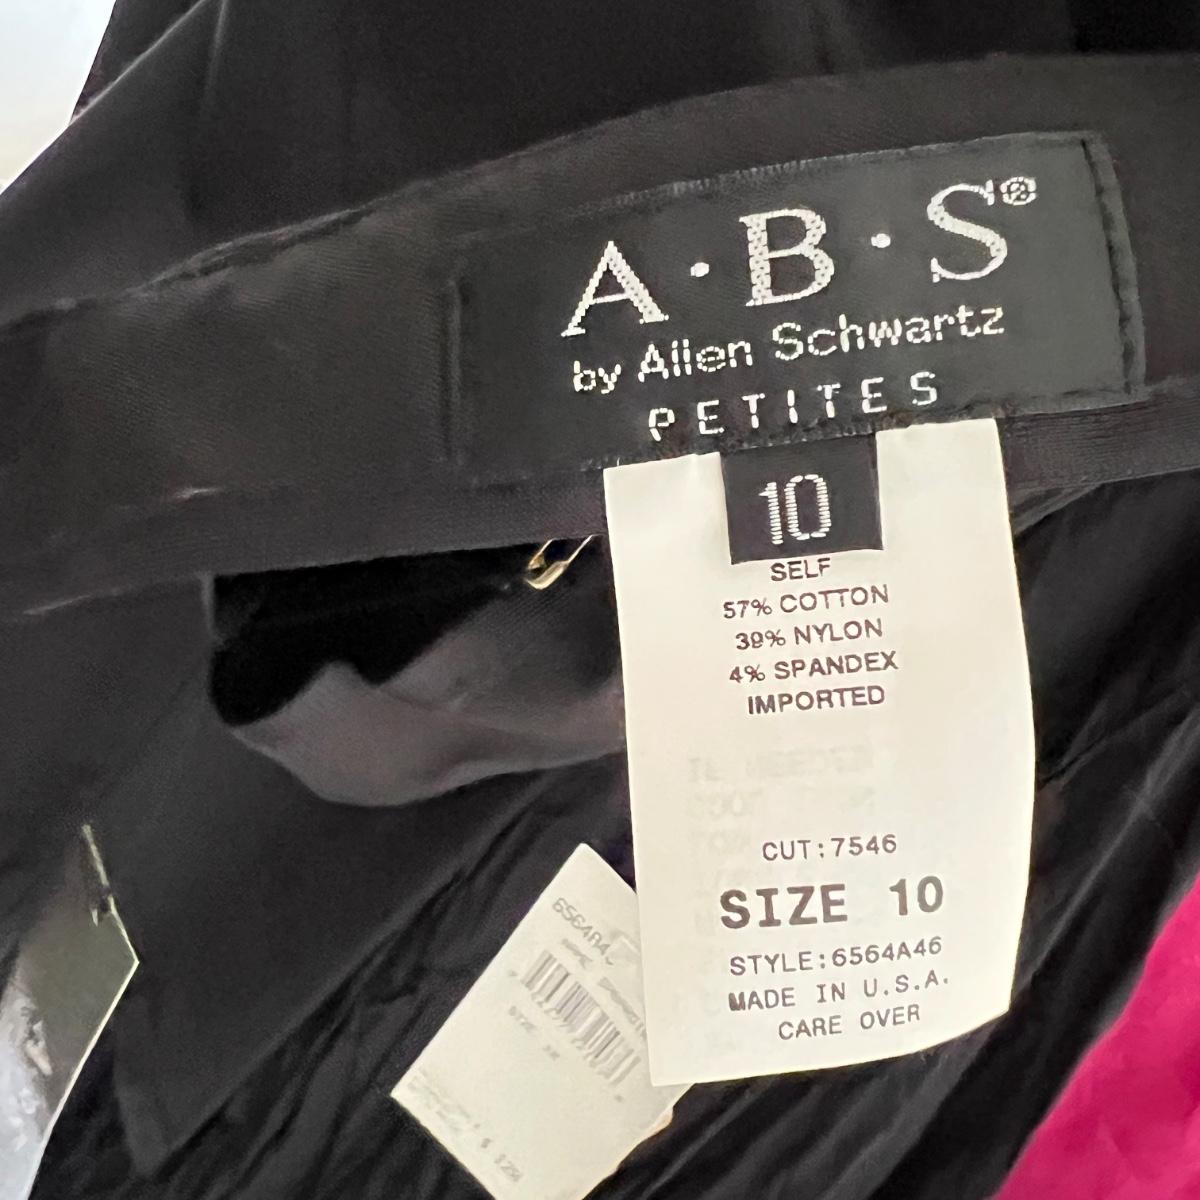 A·B·S®
by Allen Schwartz
PETITES
10
SELF
57% COTTON
39% NYLON
4% SPANDEX
IMPORTED
CUT:7546
SIZE 10
STYLE:6564A46
MADE IN U.S.A.
CARE OVER